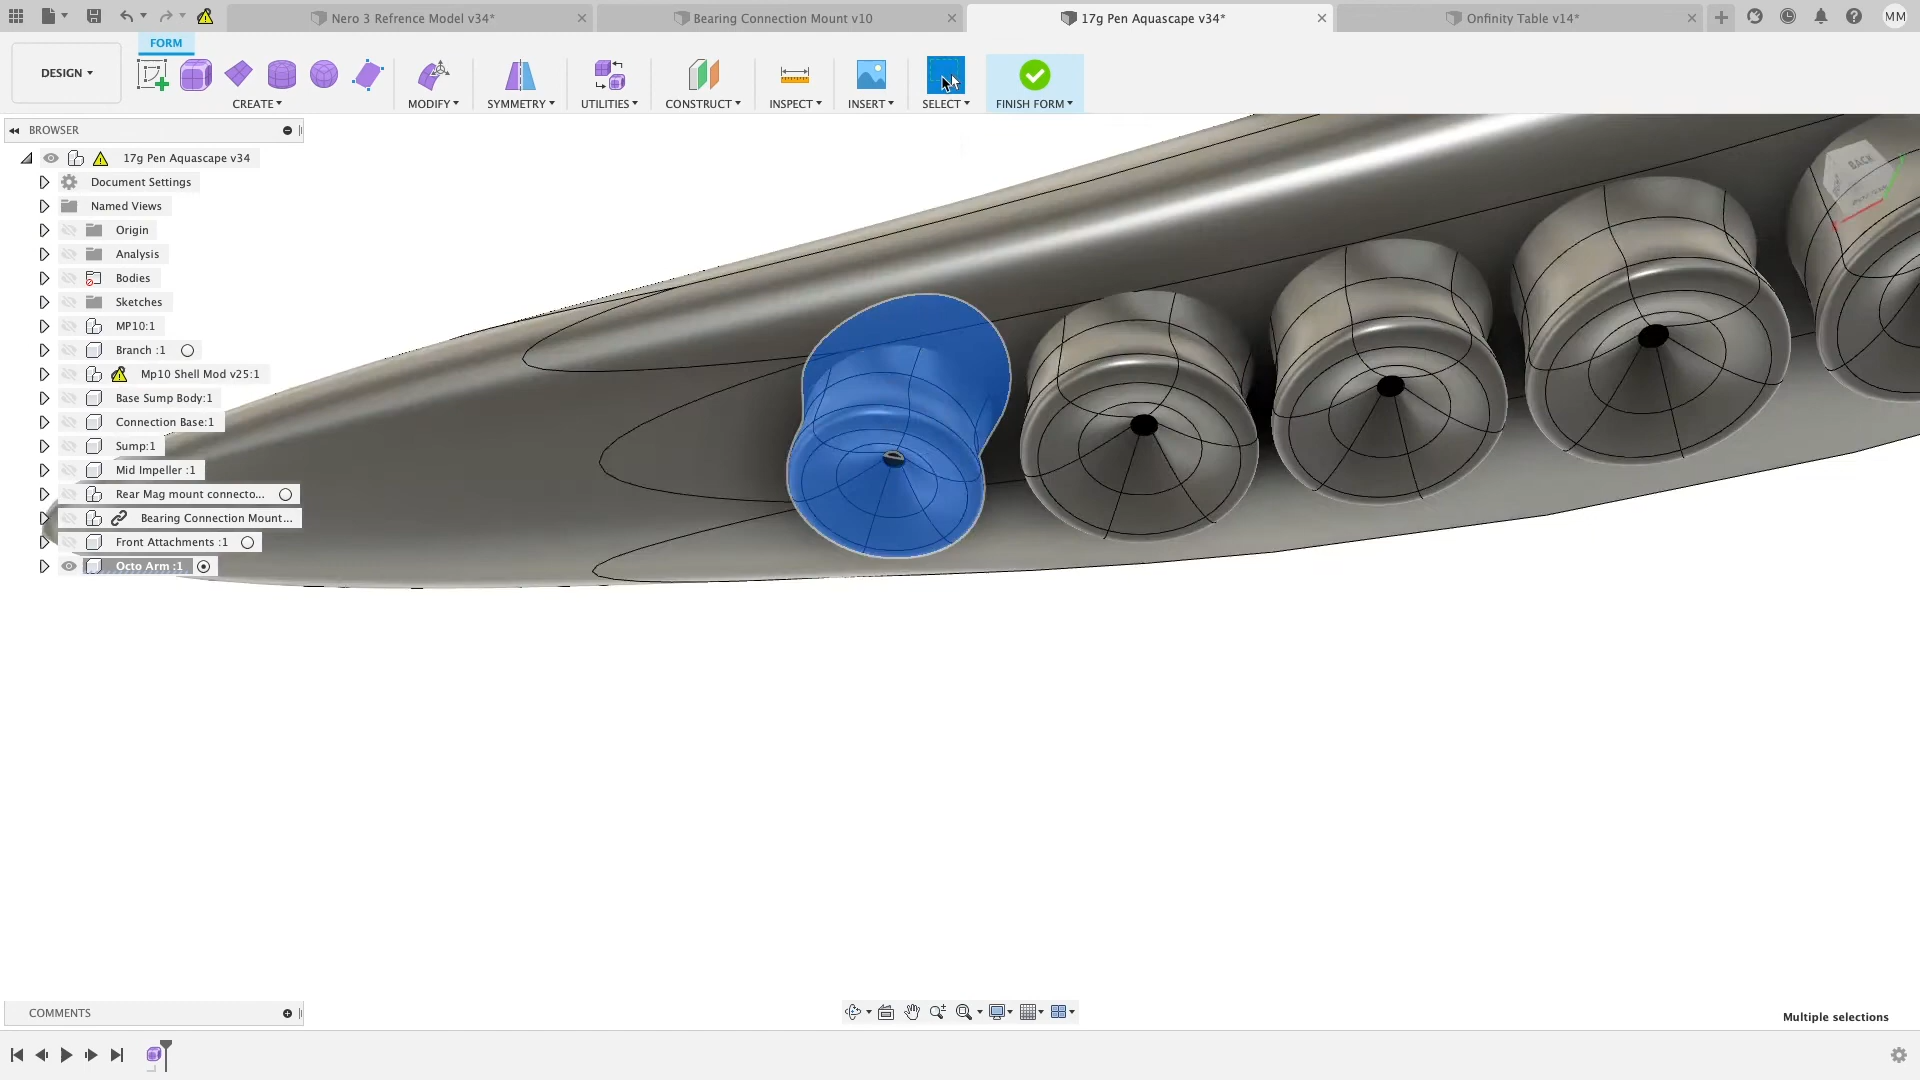 Nero 3 Refrence Model v34*
Bearing Connection Mount v10
17g Pen Aquascape v34*
Onfinity Table v14*
MM
FORM
DESIGN
CREATE
MODIFY
SYMMETRY
UTILITIES
CONSTRUCT
INSPECT
INSERT
SELECT
FINISH FORM
BROWSER
17g Pen Aquascape v34
Document Settings
Named Views
Origin
Analysis
Bodies
Sketches
MP10:1
Branch :1
Mp10 Shell Mod v25:1
Base Sump Body:1
Connection Base:1
Sump:1
Mid Impeller :1
Rear Mag mount connecto...
Bearing Connection Mount...
Front Attachments :1
Octo Arm :1
BACK
COMMENTS
Multiple selections